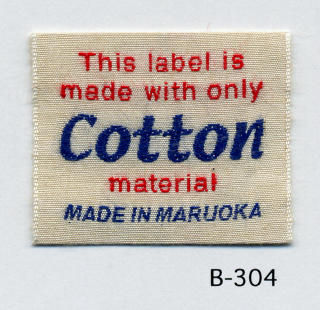 This label is
made with only
Cotton
material
MADE IN MARUOKA
B-304